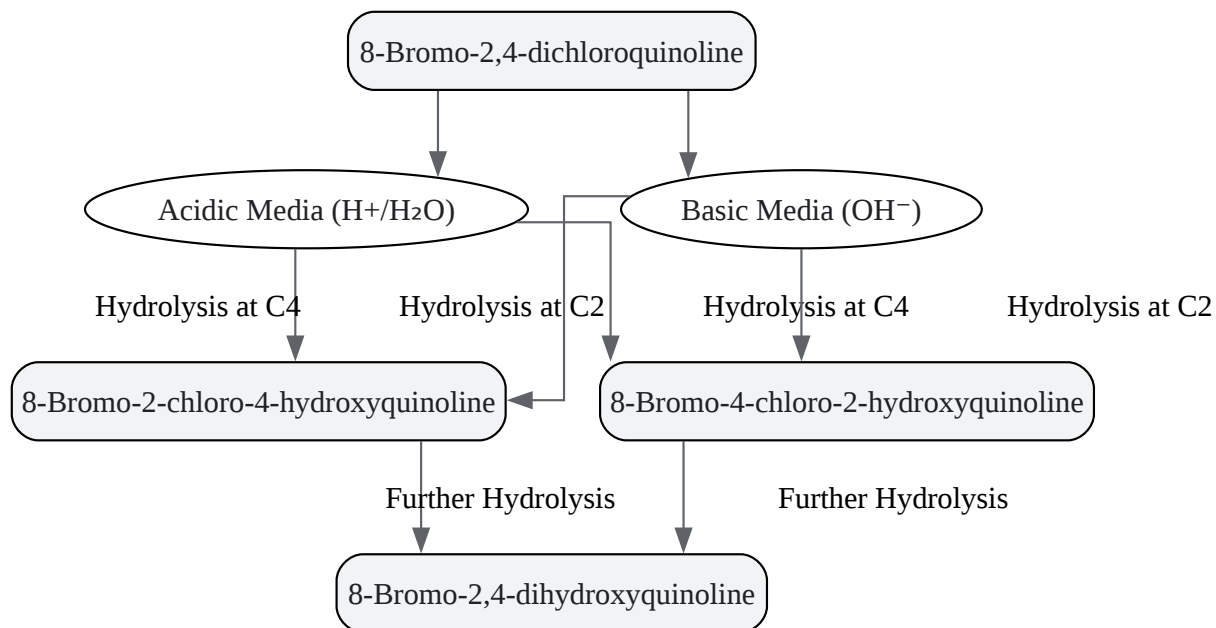 8-Bromo-2,4-dichloroquinoline
Acidic Media (H+/H₂O)
Basic Media (OH⁻)
Hydrolysis at C4
Hydrolysis at C2
Hydrolysis at C4
Hydrolysis at C2
8-Bromo-2-chloro-4-hydroxyquinoline
8-Bromo-4-chloro-2-hydroxyquinoline
Further Hydrolysis
Further Hydrolysis
8-Bromo-2,4-dihydroxyquinoline